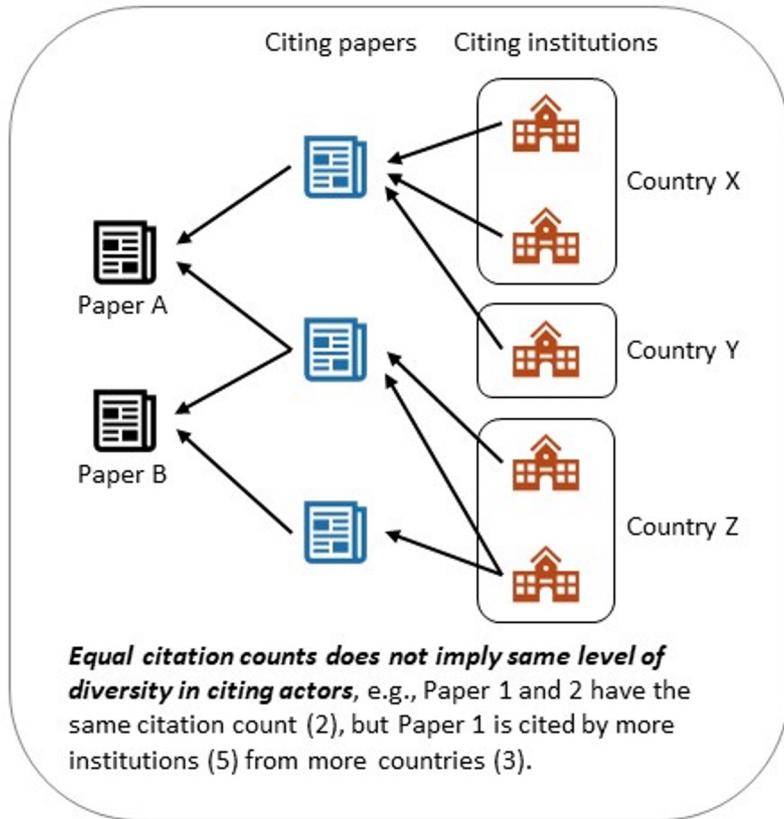 Citing papers Citing institutions
Country X
Paper A
Country Y
Paper B
Country Z
Equal citation counts does not imply same level of
diversity in citing actors, e.g., Paper 1 and 2 have the
same citation count (2), but Paper 1 is cited by more
institutions (5) from more countries (3).